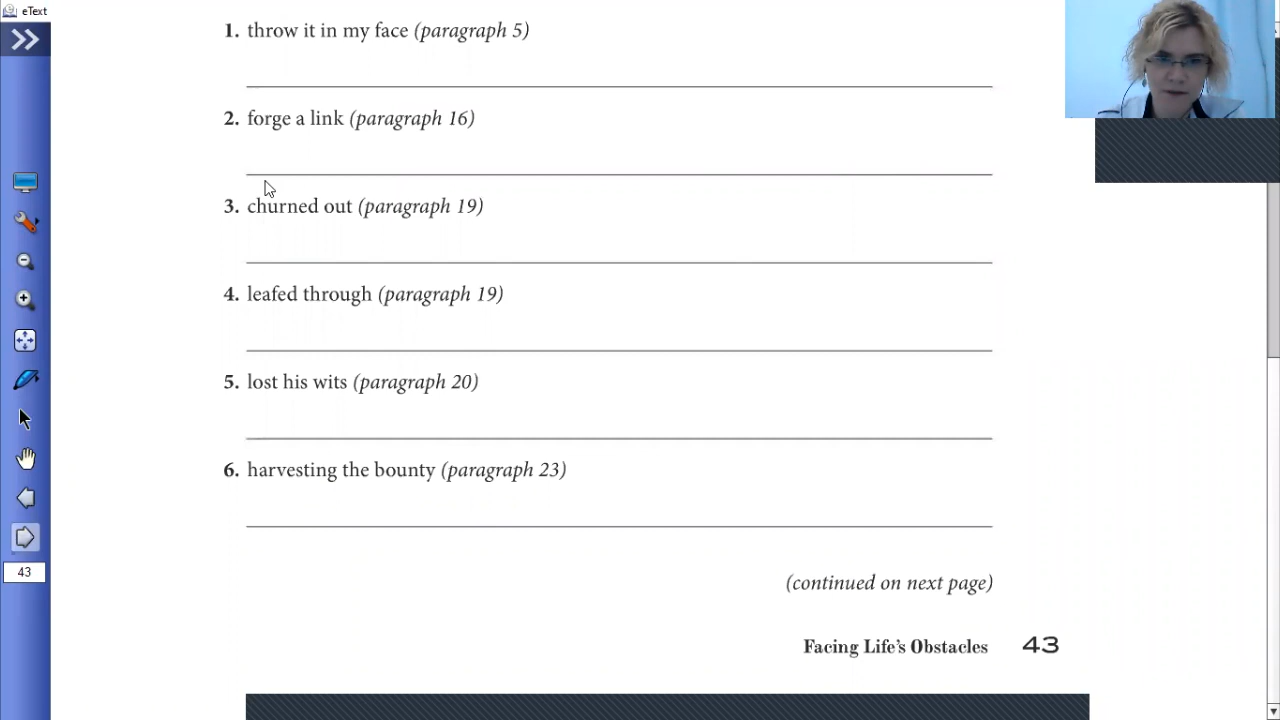 eText
1. throw it in my face (paragraph 5)
2. forge a link (paragraph 16)
3. churned out (paragraph 19)
4. leafed through (paragraph 19)
5. lost his wits (paragraph 20)
6. harvesting the bounty (paragraph 23)
43
(continued on next page)
Facing Life's Obstacles 43